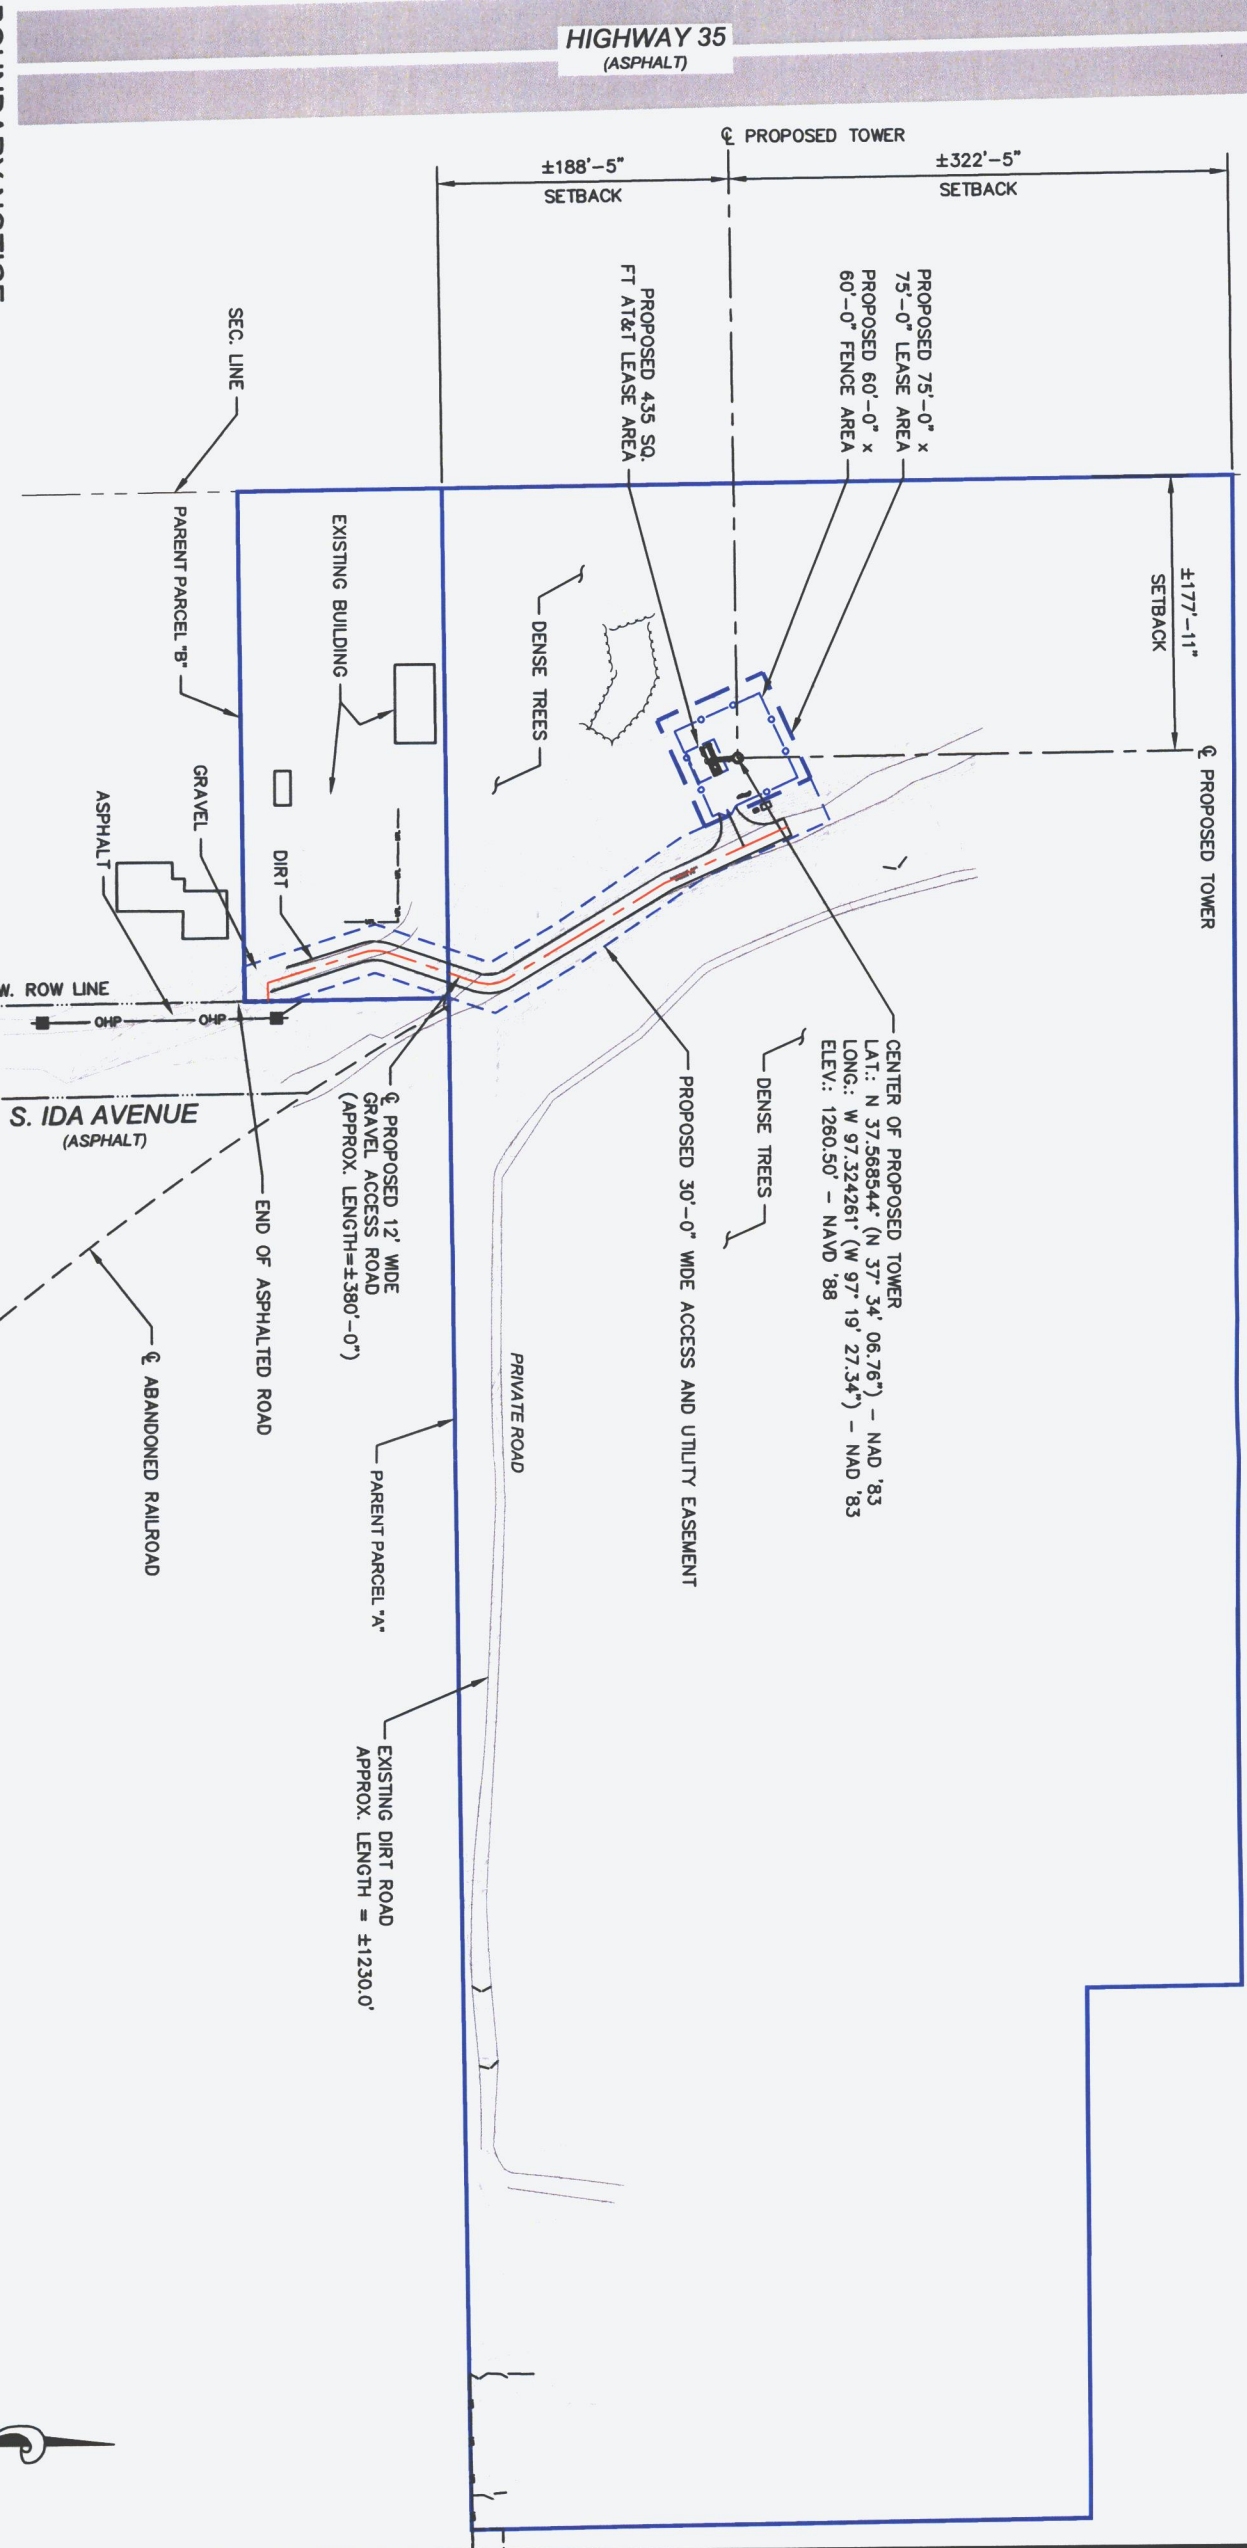 HIGHWAY 35
(ASPHALT)
℄ PROPOSED TOWER
±188'-5"
SETBACK
±322'-5"
SETBACK
PROPOSED 75'-0" x
75'-0" LEASE AREA
PROPOSED 60'-0" x
60'-0" FENCE AREA
PROPOSED 435 SQ.
FT AT&T LEASE AREA
SEC. LINE
±177'-11"
SETBACK
℄ PROPOSED TOWER
PARENT PARCEL "B"
EXISTING BUILDING
DENSE TREES
GRAVEL
ASPHALT
DIRT
W. ROW LINE
OHP
OHP
S. IDA AVENUE
(ASPHALT)
CENTER OF PROPOSED TOWER
LAT.: N 37.568544° (N 37° 34' 06.76") – NAD '83
LONG.: W 97.324261° (W 97° 19' 27.34") – NAD '83
ELEV.: 1260.50' – NAVD '88
DENSE TREES
PROPOSED 30'-0" WIDE ACCESS AND UTILITY EASEMENT
℄ PROPOSED 12' WIDE
GRAVEL ACCESS ROAD
(APPROX. LENGTH=±380'-0")
END OF ASPHALTED ROAD
℄ ABANDONED RAILROAD
PRIVATE ROAD
PARENT PARCEL "A"
EXISTING DIRT ROAD
APPROX. LENGTH = ±1230.0'